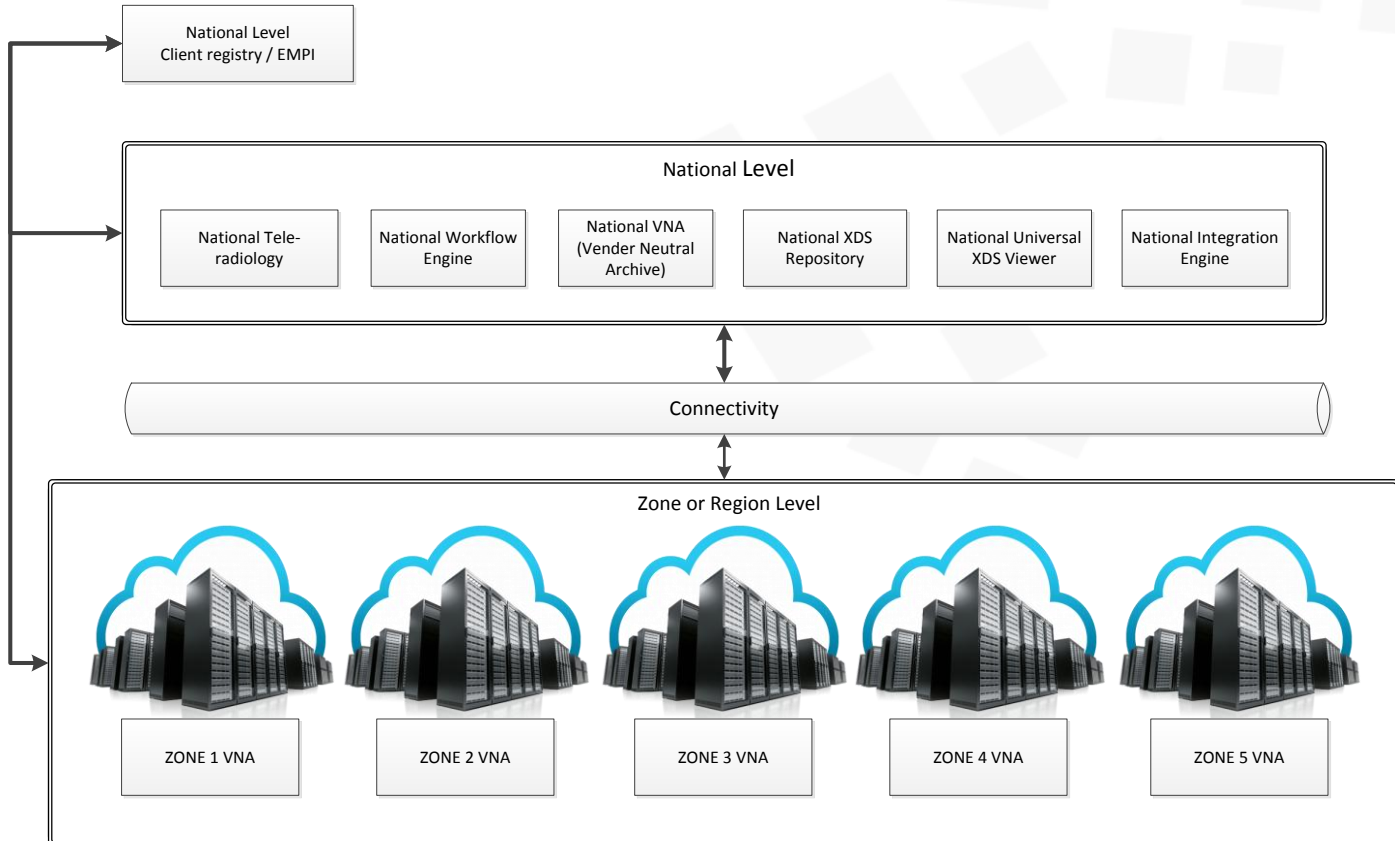 National Level
Client registry / EMPI
National Level
National Tele-
radiology
National Workflow
Engine
National VNA
(Vender Neutral
Archive)
National XDS
Repository
National Universal
XDS Viewer
National Integration
Engine
Connectivity
Zone or Region Level
ZONE 1 VNA
ZONE 2 VNA
ZONE 3 VNA
ZONE 4 VNA
ZONE 5 VNA